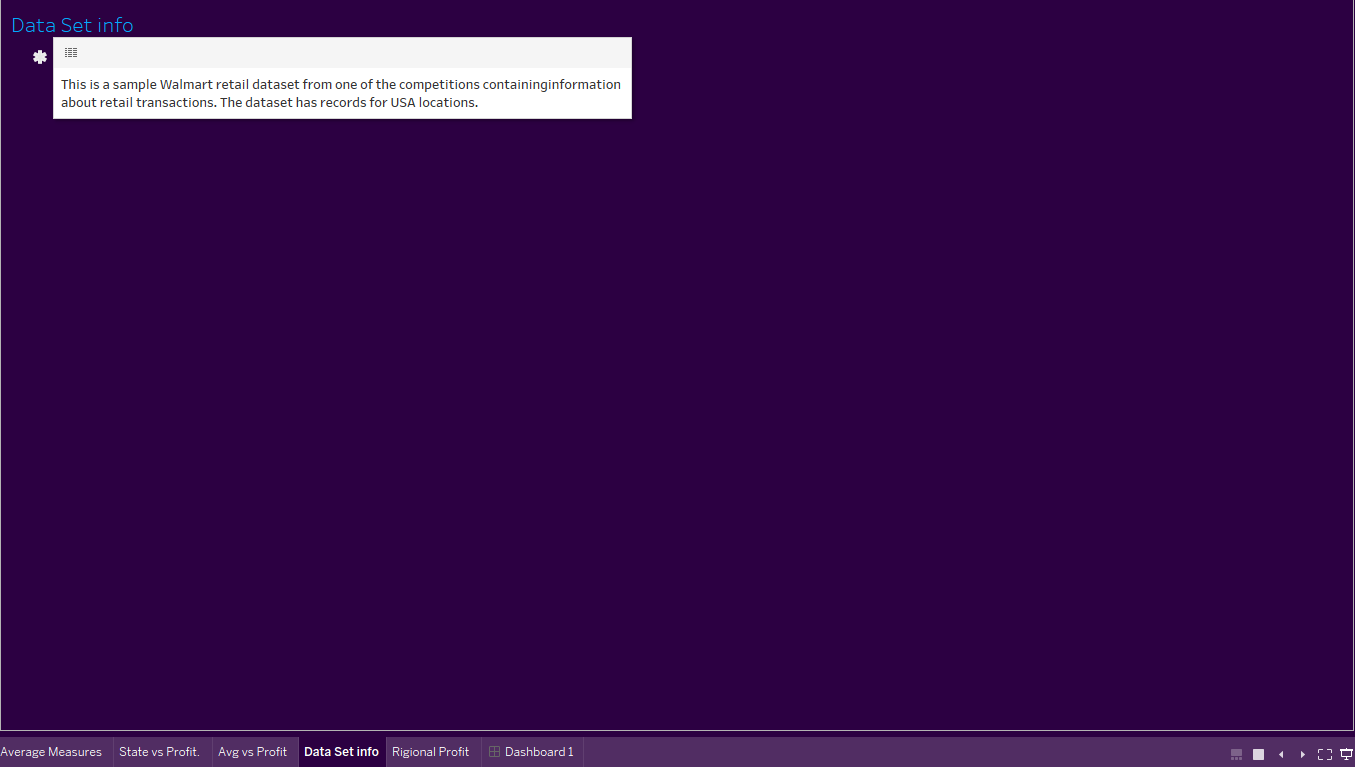 Data Set info
This is a sample Walmart retail dataset from one of the competitions containinginformation
about retail transactions. The dataset has records for USA locations.
Average Measures State vs Profit. Avg vs Profit Data Set info Rigional Profit Dashboard 1